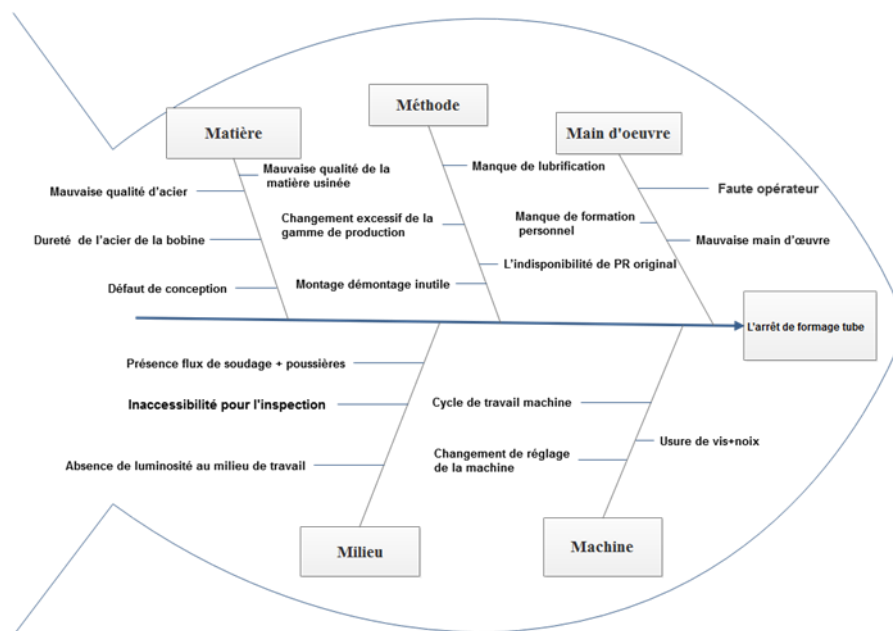 Méthode
Matière
Main d'oeuvre
Mauvaise qualité de la
matière usinée
Mauvaise qualité d'acier
Dureté de l'acier de la bobine
Défaut de conception
Manque de lubrification
Changement excessif de la
gamme de production
L'indisponibilité de PR original
Montage démontage inutile
Faute opérateur
Manque de formation
personnel
Mauvaise main d'œuvre
L'arrêt de formage tube
Présence flux de soudage + poussières
Inaccessibilité pour l'inspection
Absence de luminosité au milieu de travail
Cycle de travail machine
Usure de vis+noix
Changement de réglage
de la machine
Milieu
Machine